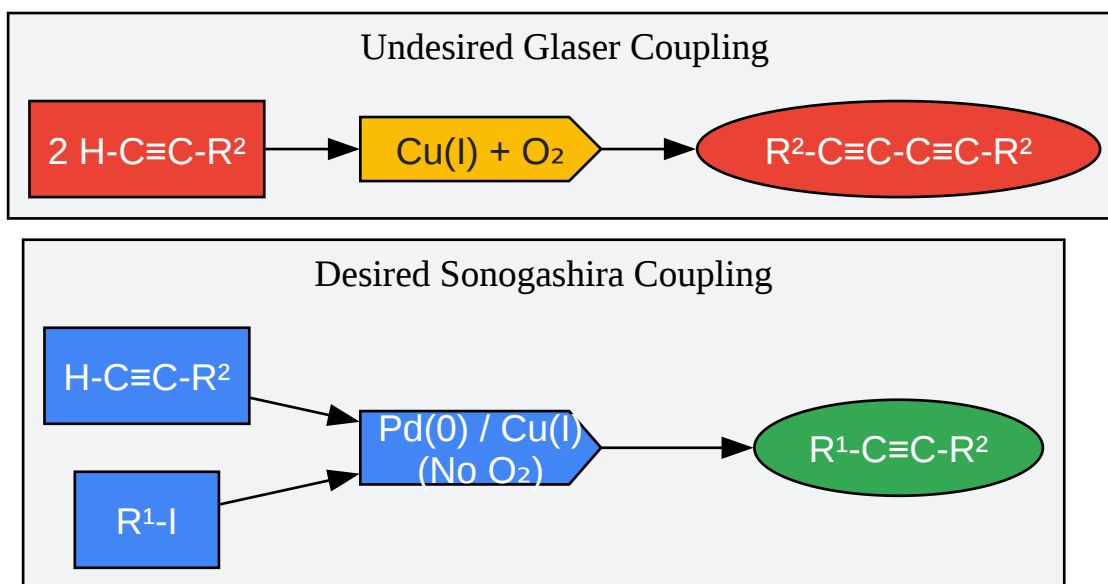 Undesired Glaser Coupling
2 H-C≡C-R²
Cu(I) + O₂
R²-C≡C-C≡C-R²
Desired Sonogashira Coupling
H-C≡C-R²
R¹-I
Pd(0) / Cu(I)
(No O₂)
R¹-C≡C-R²